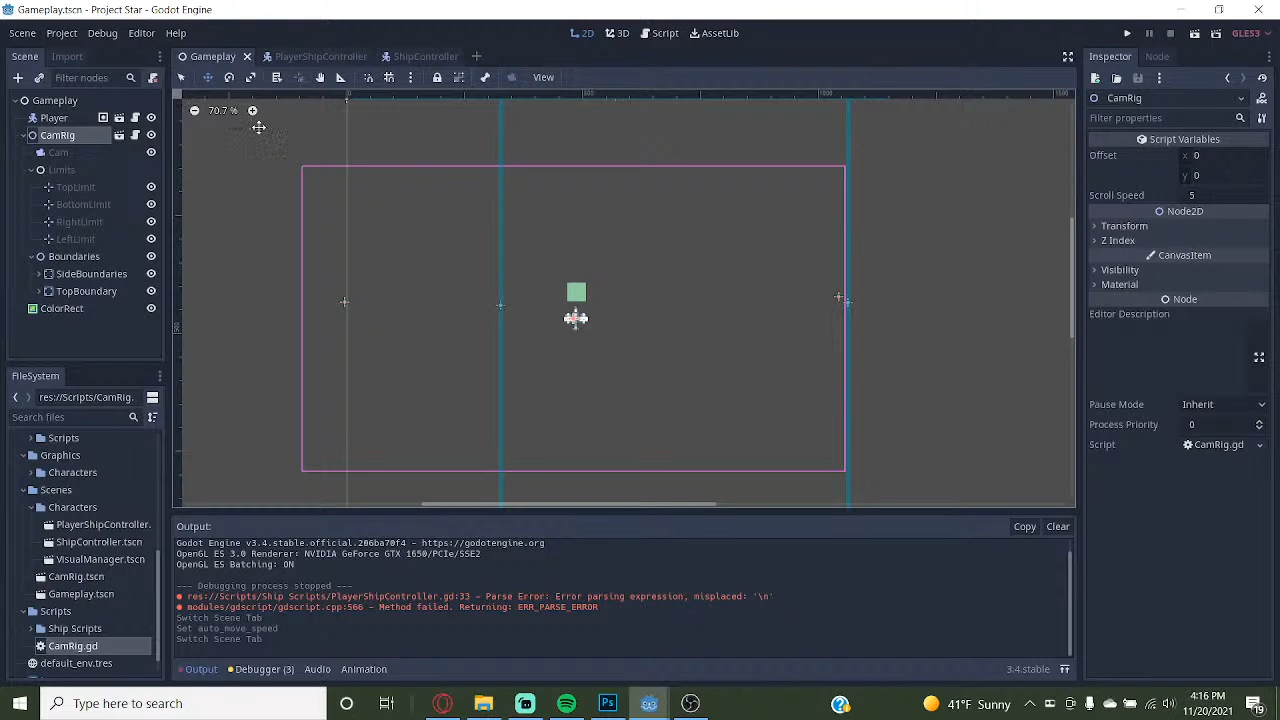 Gameplay.tscn - Project Star - Godot Engine
Scene Project Debug Editor Help
2D 3D Script AssetLib
GLES3
Scene Import
Gameplay PlayerShipController ShipController
Inspector Node
Filter nodes
View
Gameplay
Player
CamRig
Cam
Limits
TopLimit
BottomLimit
RightLimit
LeftLimit
Boundaries
SideBoundaries
TopBoundary
ColorRect
70.7 %
0 500 1000 1500
500
CamRig
Filter properties
Script Variables
Offset x 0
y 0
Scroll Speed 5
Node2D
Transform
Z Index
CanvasItem
Visibility
Material
Node
Editor Description
Pause Mode Inherit
Process Priority 0
Script CamRig.gd
FileSystem
res://Scripts/CamRig.
Search files
Scripts
Graphics
Characters
Scenes
Characters
PlayerShipController.
ShipController.tscn
VisualManager.tscn
CamRig.tscn
Gameplay.tscn
Scripts
Ship Scripts
CamRig.gd
default_env.tres
Output: Copy Clear
Godot Engine v3.4.stable.official.206ba70f4 - https://godotengine.org
OpenGL ES 3.0 Renderer: NVIDIA GeForce GTX 1650/PCIe/SSE2
OpenGL ES Batching: ON
--- Debugging process stopped ---
res://Scripts/Ship Scripts/PlayerShipController.gd:33 - Parse Error: Error parsing expression, misplaced: '\n'
modules/gdscript/gdscript.cpp:566 - Method failed. Returning: ERR_PARSE_ERROR
Switch Scene Tab
Set auto_move_speed
Switch Scene Tab
Output Debugger (3) Audio Animation 3.4.stable
Type here to search
Ps
41°F Sunny
4:16 PM
11/20/2021
19